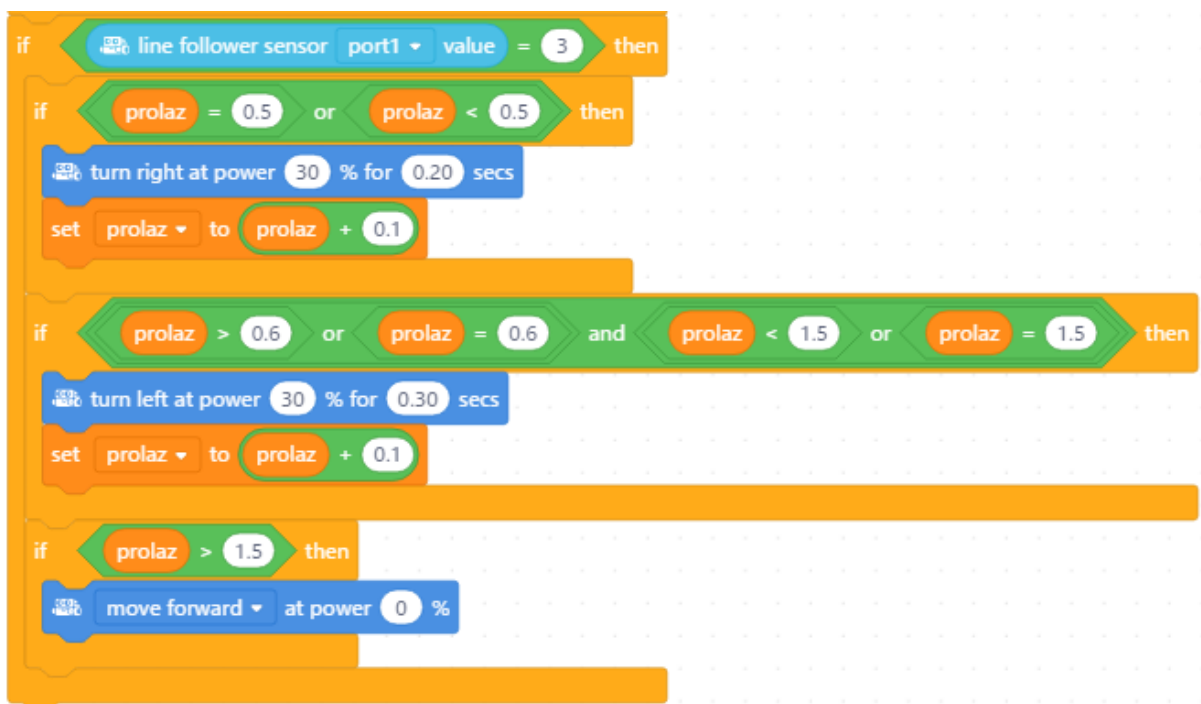 if line follower sensor port1 value = 3 then
if prolaz = 0.5 or prolaz < 0.5 then
turn right at power 30 % for 0.20 secs
set prolaz to prolaz + 0.1
if prolaz > 0.6 or prolaz = 0.6 and prolaz < 1.5 or prolaz = 1.5 then
turn left at power 30 % for 0.30 secs
set prolaz to prolaz + 0.1
if prolaz > 1.5 then
move forward at power 0 %